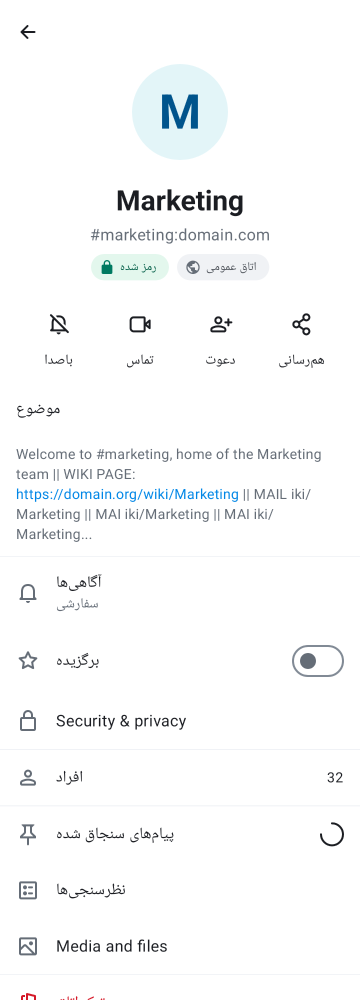 M
Marketing
#marketing:domain.com
رمز شده
اتاق عمومی
باصدا
تماس
دعوت
هم‌رسانی
موضوع
Welcome to #marketing, home of the Marketing
team || WIKI PAGE:
https://domain.org/wiki/Marketing || MAIL iki/
Marketing || MAI iki/Marketing || MAI iki/
Marketing...
آگاهی‌ها
سفارشی
برگزیده
Security & privacy
افراد
32
پیام‌های سنجاق شده
نظرسنجی‌ها
Media and files